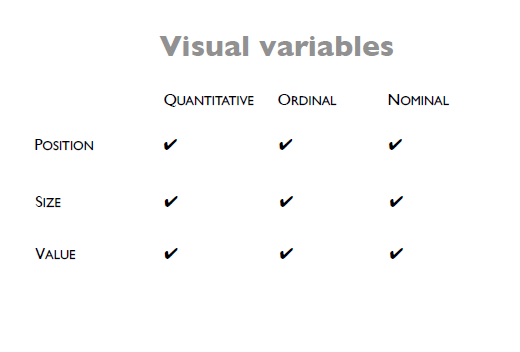 Visual variables
QUANTITATIVE ORDINAL NOMINAL
POSITION ✔ ✔ ✔
SIZE ✔ ✔ ✔
VALUE ✔ ✔ ✔